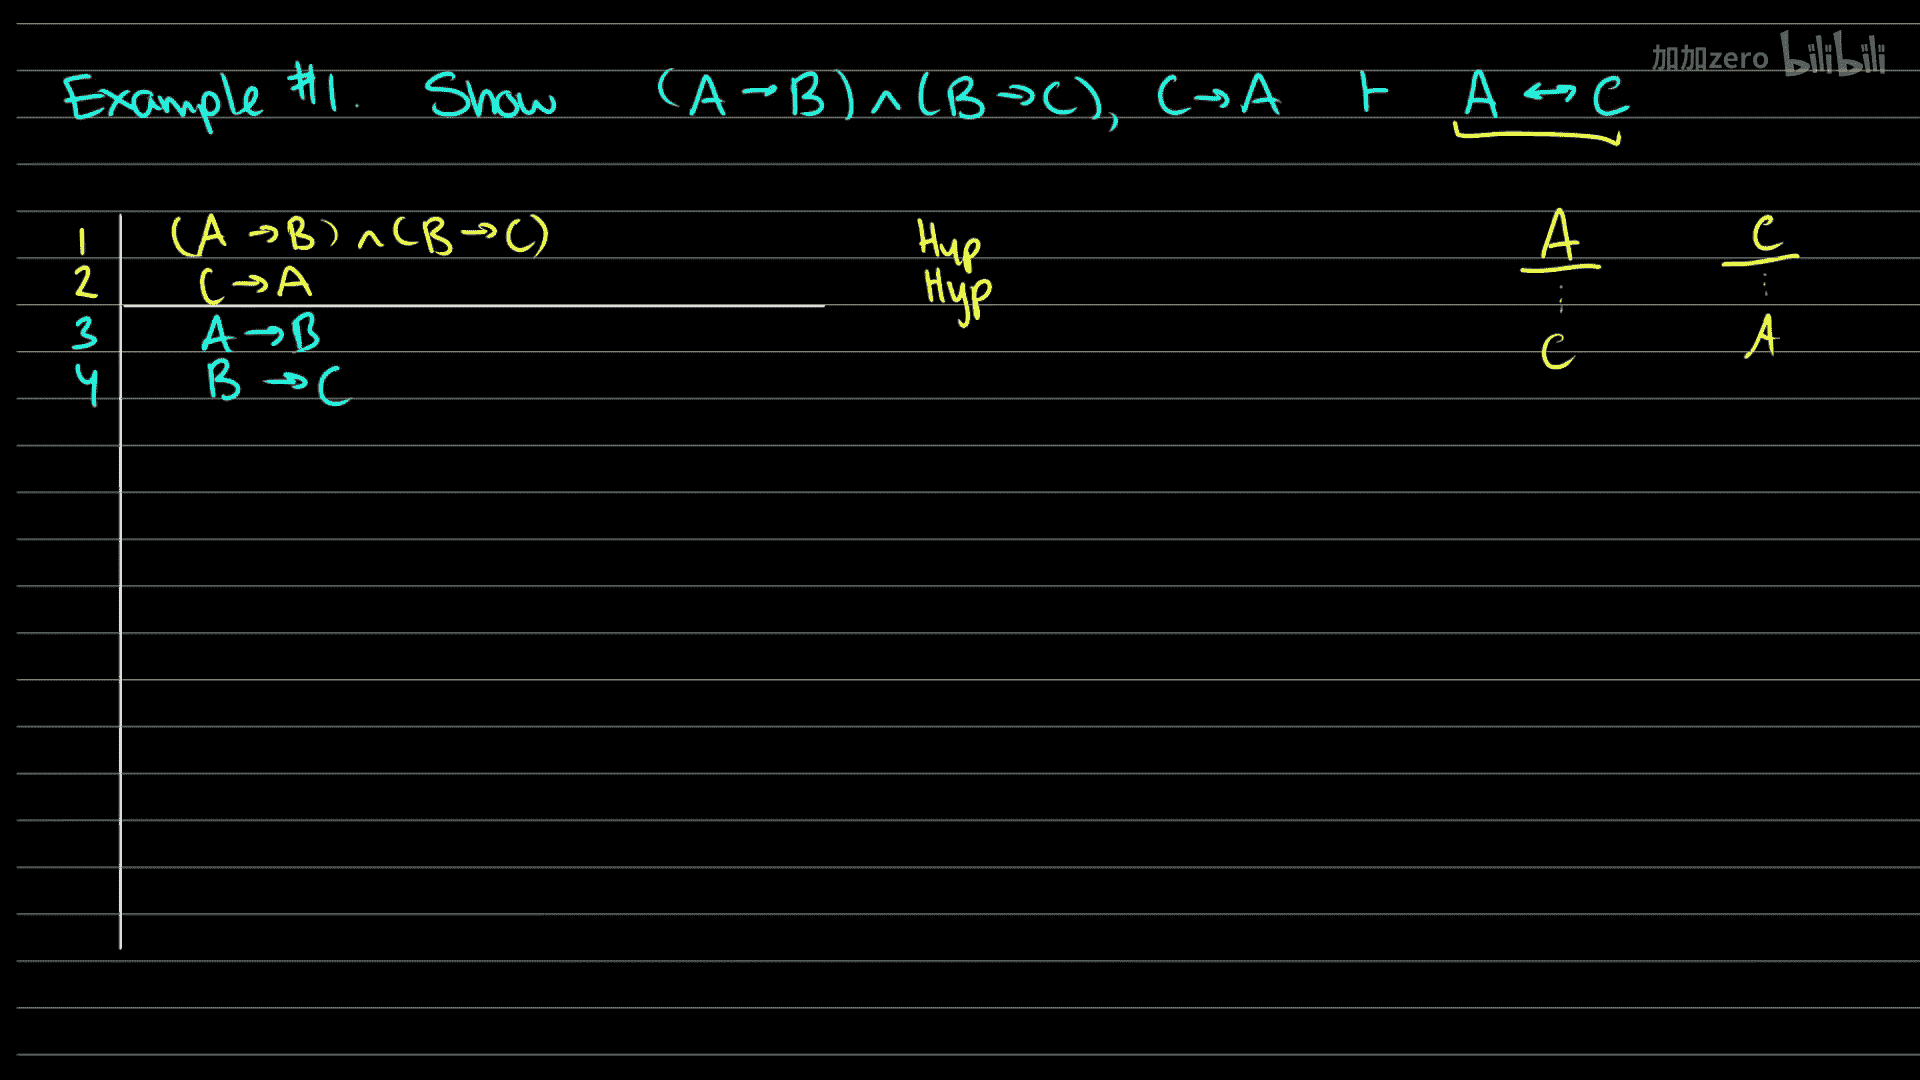 加加zero bilibili
Example #1. Show (A → B) ∧ (B → C), C → A ⊢ A ↔ C
1 (A → B) ∧ (B → C) Hyp
2 C → A Hyp
3 A → B
4 B → C
A
⋮
C
C
⋮
A